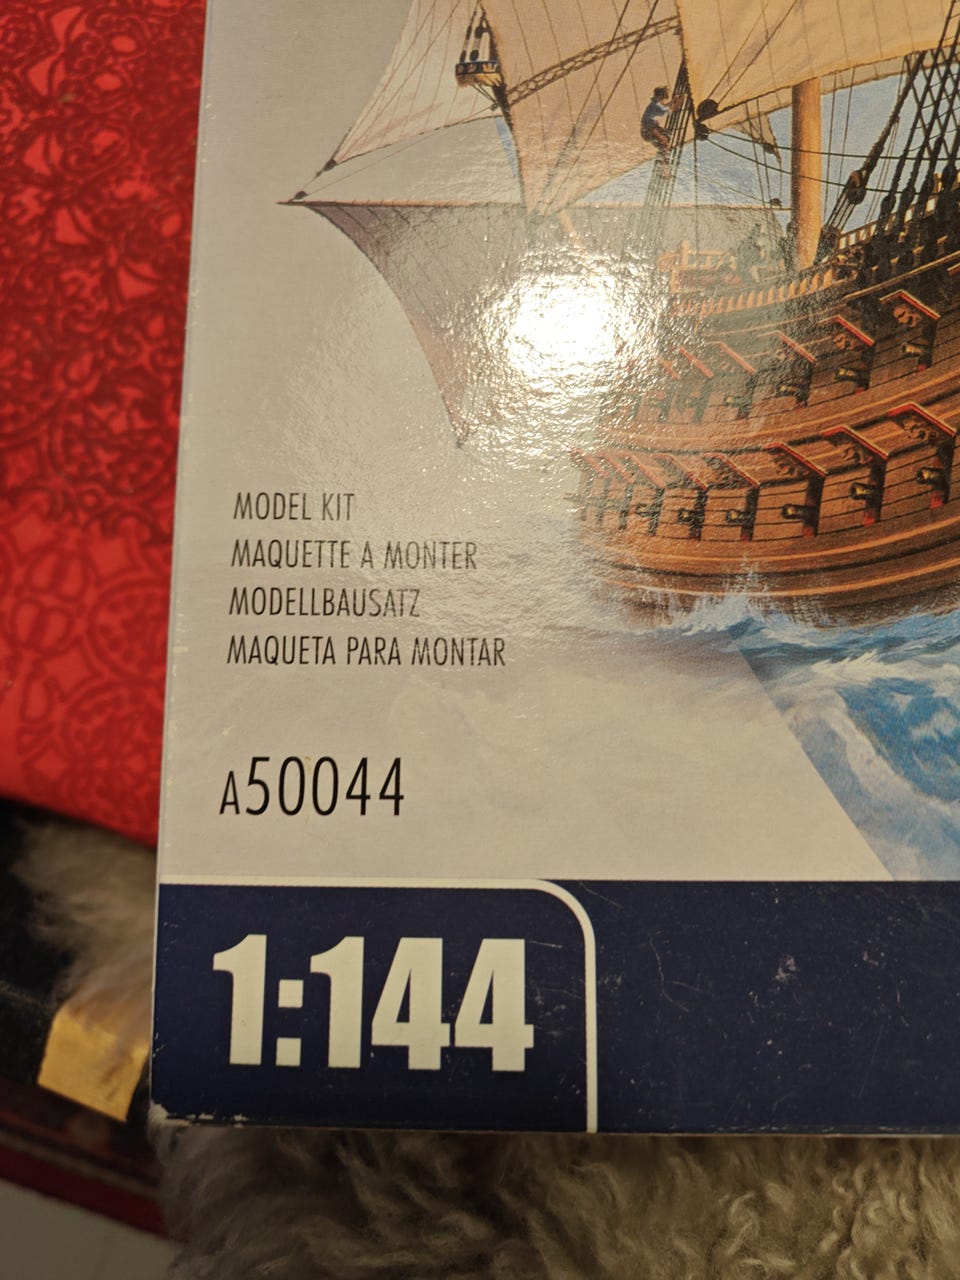 MODEL KIT
MAQUETTE A MONTER
MODELLBAUSATZ
MAQUETA PARA MONTAR
A50044
1:144